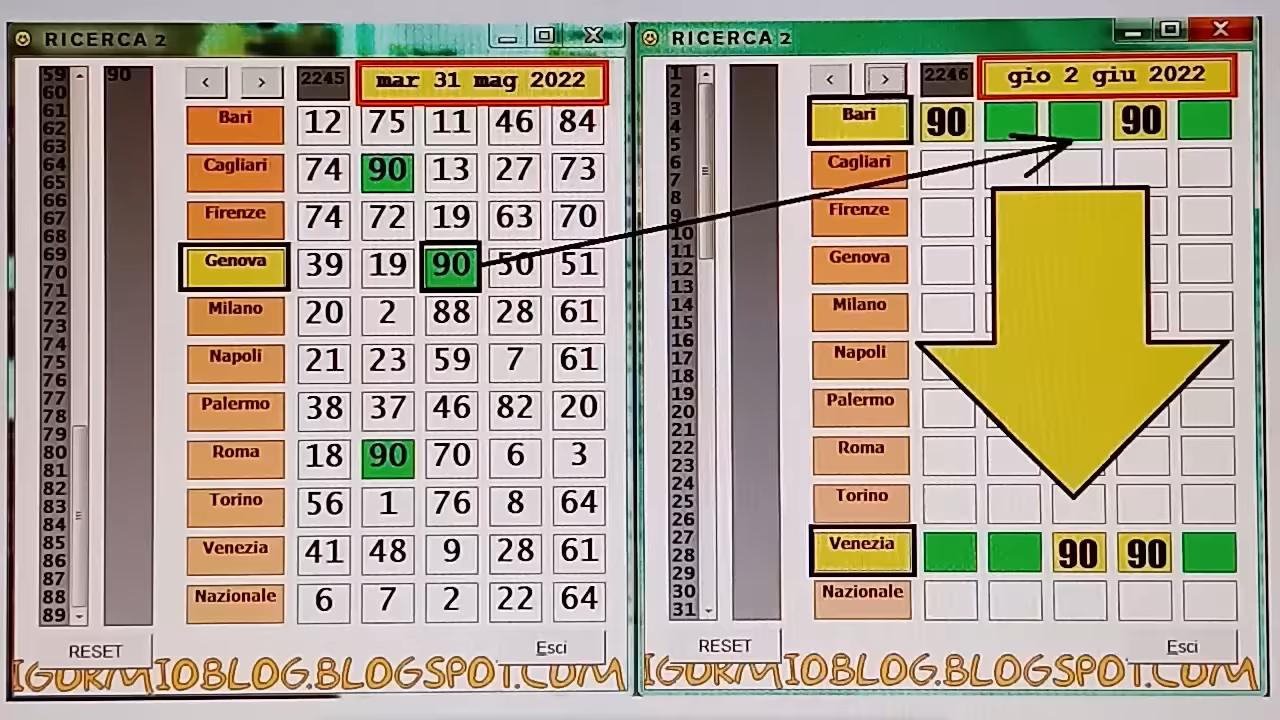 RICERCA 2
59
60
61
62
63
64
65
66
67
68
69
70
71
72
73
74
75
76
77
78
79
80
81
82
83
84
85
86
87
88
89
90
< > 2245 mar 31 mag 2022
Bari 12 75 11 46 84
Cagliari 74 90 13 27 73
Firenze 74 72 19 63 70
Genova 39 19 90 50 51
Milano 20 2 88 28 61
Napoli 21 23 59 7 61
Palermo 38 37 46 82 20
Roma 18 90 70 6 3
Torino 56 1 76 8 64
Venezia 41 48 9 28 61
Nazionale 6 7 2 22 64
RESET Esci
IGORMIOBLOG.BLOGSPOT.COM
RICERCA 2
1
2
3
4
5
6
7
8
9
10
11
12
13
14
15
16
17
18
19
20
21
22
23
24
25
26
27
28
29
30
31
< > 2246 gio 2 giu 2022
Bari 90 90
Cagliari
Firenze
Genova
Milano
Napoli
Palermo
Roma
Torino
Venezia 90 90
Nazionale
RESET Esci
IGORMIOBLOG.BLOGSPOT.COM